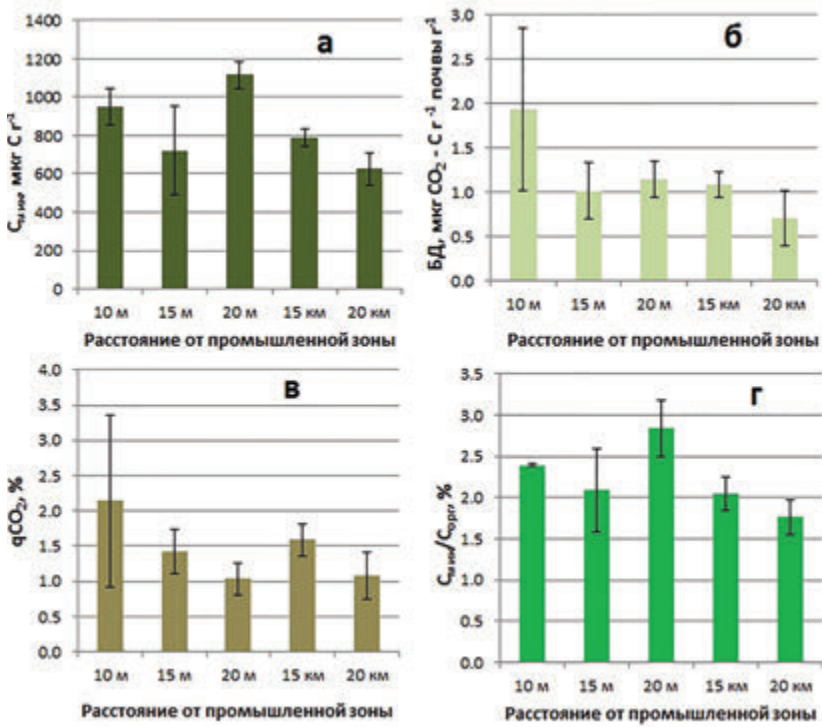 а
C мик, мкг C г⁻¹
1400
1200
1000
800
600
400
200
0
10 м 15 м 20 м 15 км 20 км
Расстояние от промышленной зоны
б
БД, мкг CO₂ - C г⁻¹ почвы г⁻¹
3.0
2.5
2.0
1.5
1.0
0.5
0.0
10 м 15 м 20 м 15 км 20 км
Расстояние от промышленной зоны
в
qCO₂, %
4.0
3.5
3.0
2.5
2.0
1.5
1.0
0.5
0.0
10 м 15 м 20 м 15 км 20 км
Расстояние от промышленной зоны
г
Cмик/Cорг, %
3.5
3.0
2.5
2.0
1.5
1.0
0.5
0.0
10 м 15 м 20 м 15 км 20 км
Расстояние от промышленной зоны